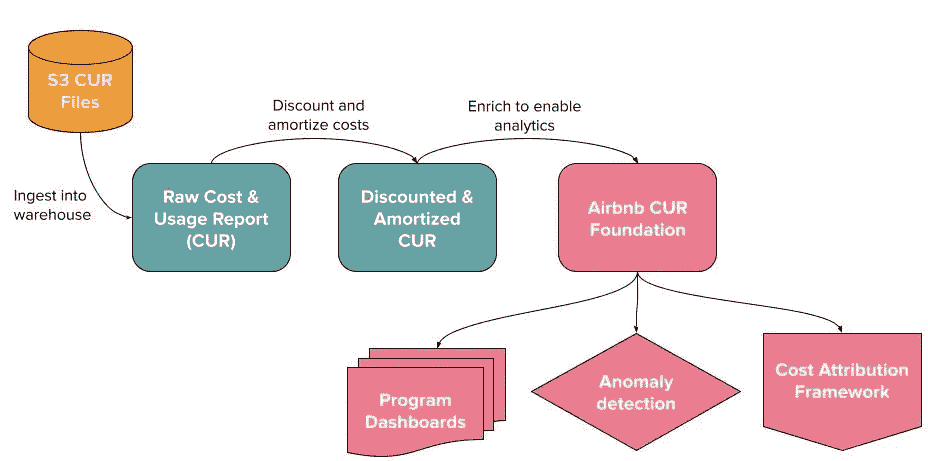 S3 CUR
Files
Discount and
amortize costs
Enrich to enable
analytics
Ingest into
warehouse
Raw Cost &
Usage Report
(CUR)
Discounted &
Amortized
CUR
Airbnb CUR
Foundation
Program
Dashboards
Anomaly
detection
Cost Attribution
Framework